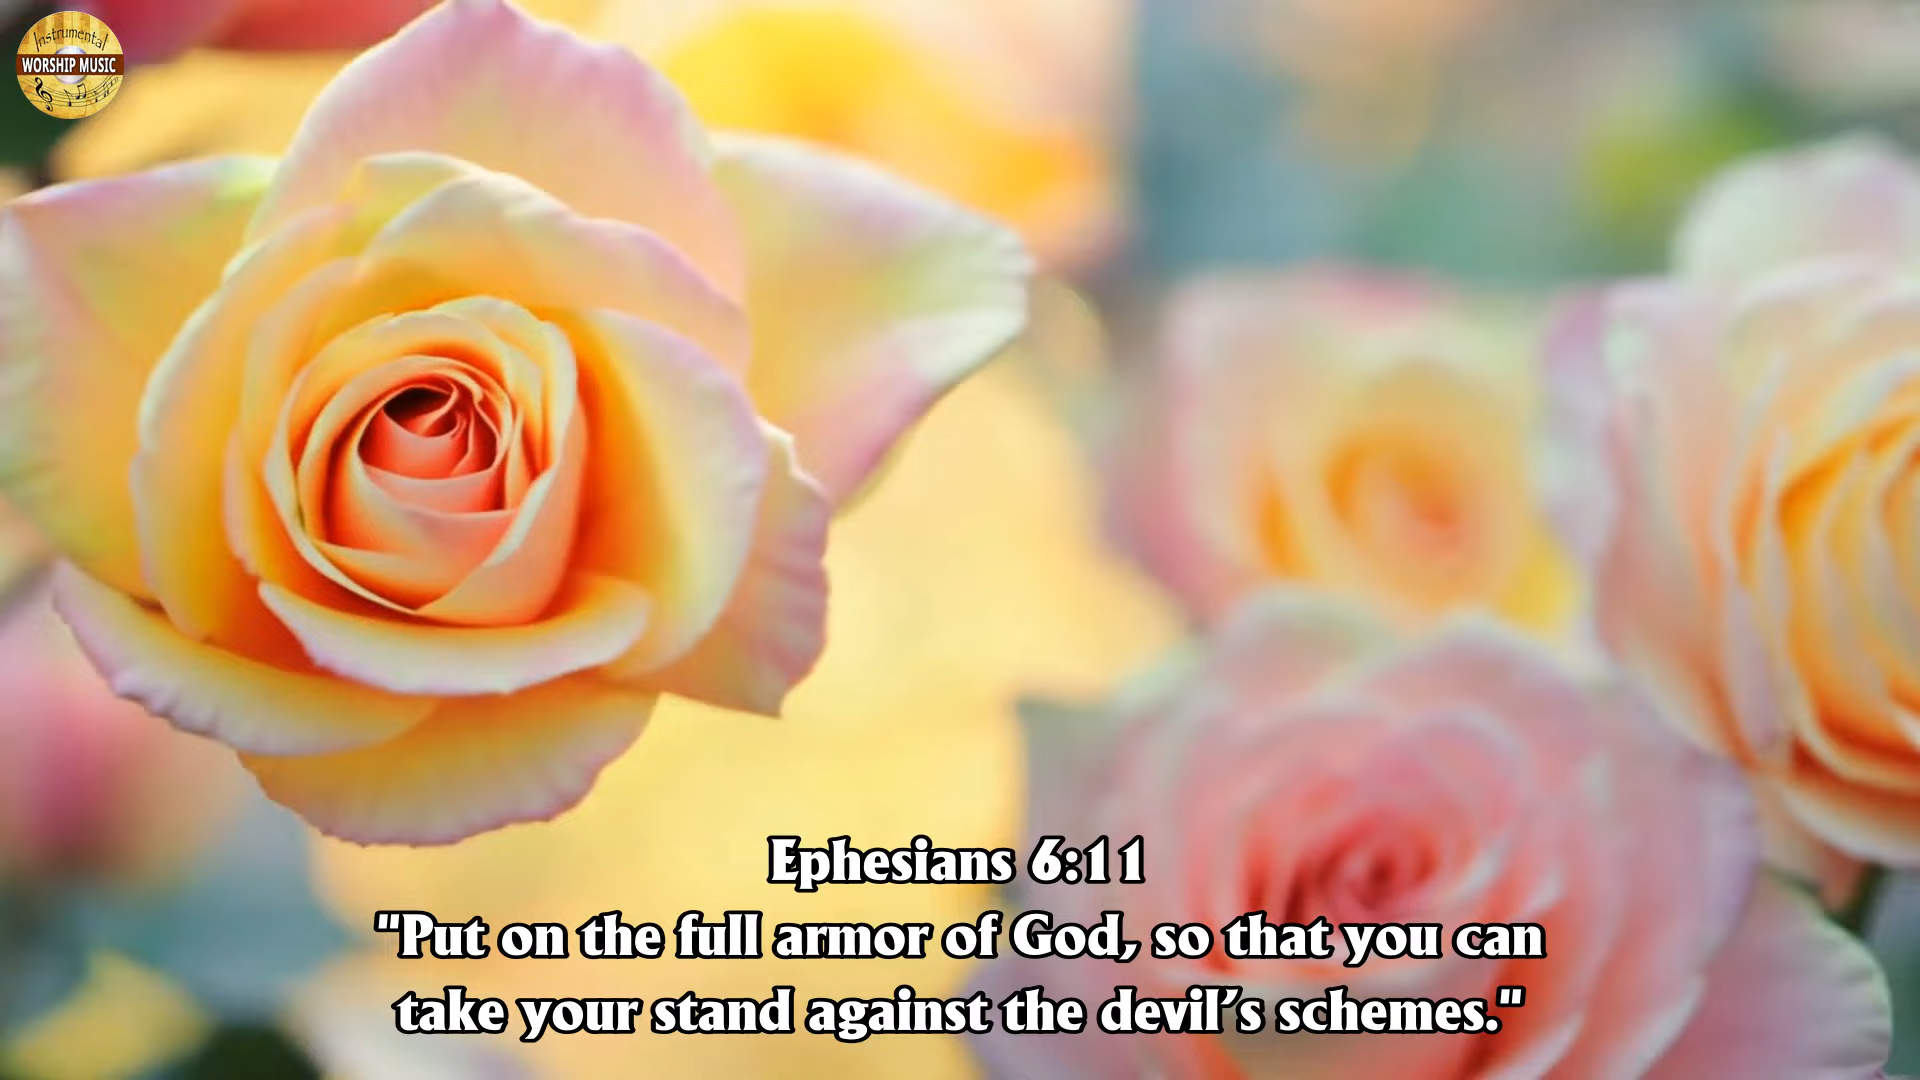 Instrumental
WORSHIP MUSIC
Ephesians 6:11
"Put on the full armor of God, so that you can
take your stand against the devil’s schemes."